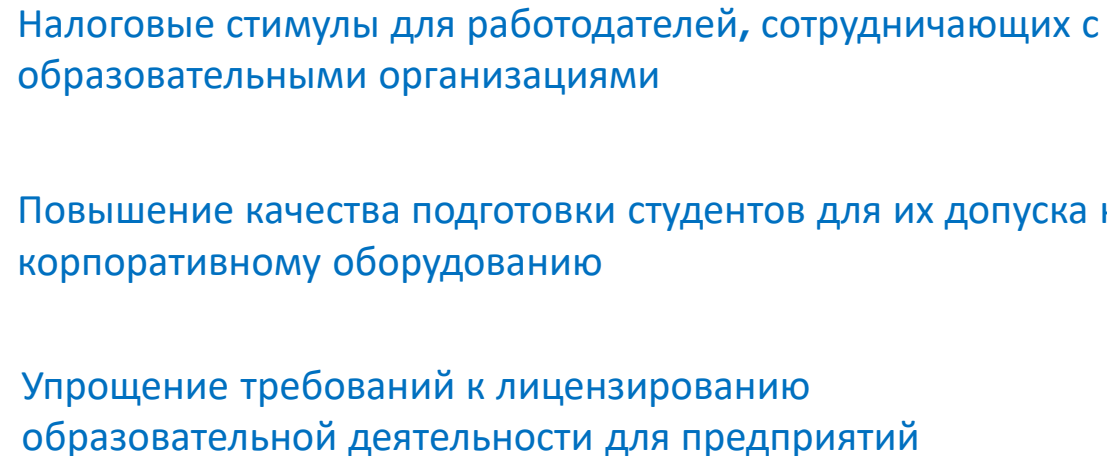 Налоговые стимулы для работодателей, сотрудничающих с
образовательными организациями
Повышение качества подготовки студентов для их допуска
корпоративному оборудованию
Упрощение требований к лицензированию
образовательной деятельности для предприятий